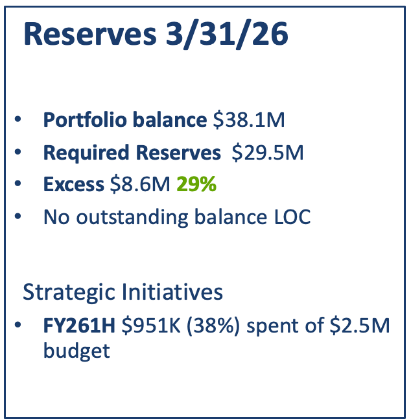 Reserves 3/31/26
• Portfolio balance $38.1M
• Required Reserves  $29.5M
• Excess $8.6M 29%
• No outstanding balance LOC
Strategic Initiatives
• FY261H $951K (38%) spent of $2.5M
budget